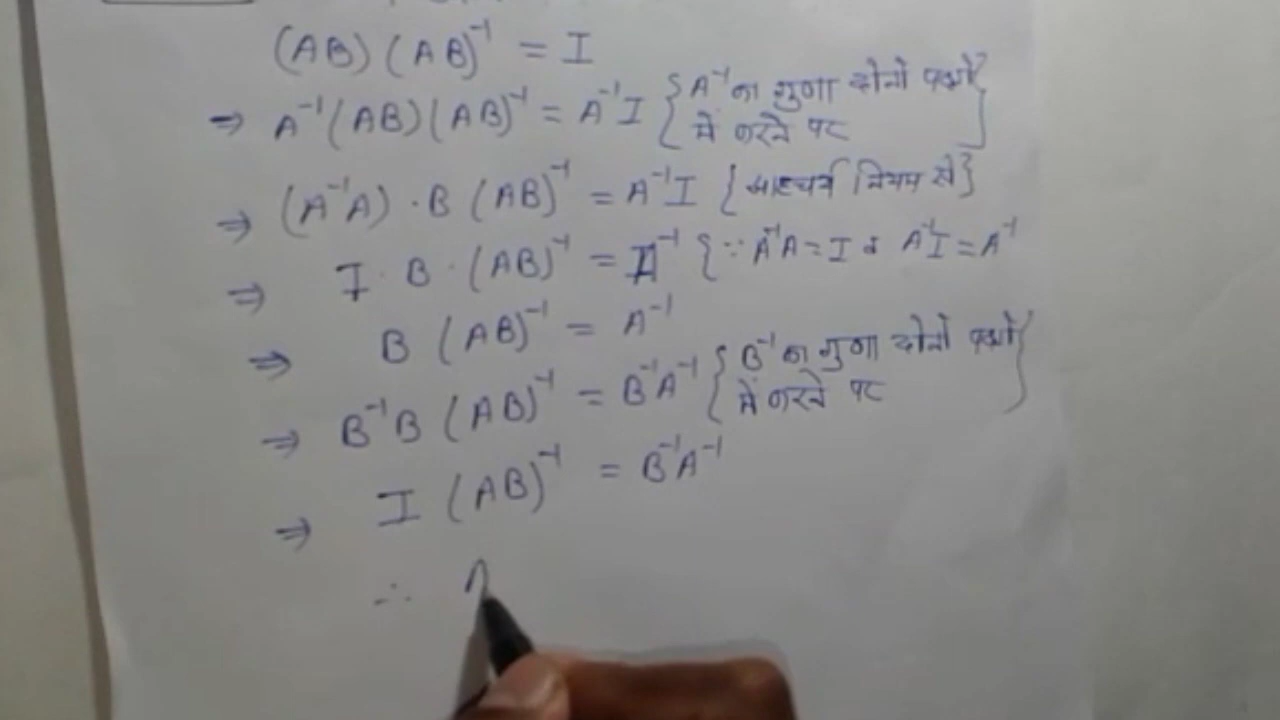 (AB)(AB)⁻¹ = I
⇒ A⁻¹(AB)(AB)⁻¹ = A⁻¹I {A⁻¹ का गुणा दोनो पक्षो में करने पर}
⇒ (A⁻¹A)·B(AB)⁻¹ = A⁻¹I {साहचर्य नियम से}
⇒ I·B·(AB)⁻¹ = A⁻¹ {∵ A⁻¹A = I व A⁻¹I = A⁻¹
⇒ B(AB)⁻¹ = A⁻¹
⇒ B⁻¹B(AB)⁻¹ = B⁻¹A⁻¹ {B⁻¹ का गुणा दोनो पक्षो में करने पर}
⇒ I(AB)⁻¹ = B⁻¹A⁻¹
∴